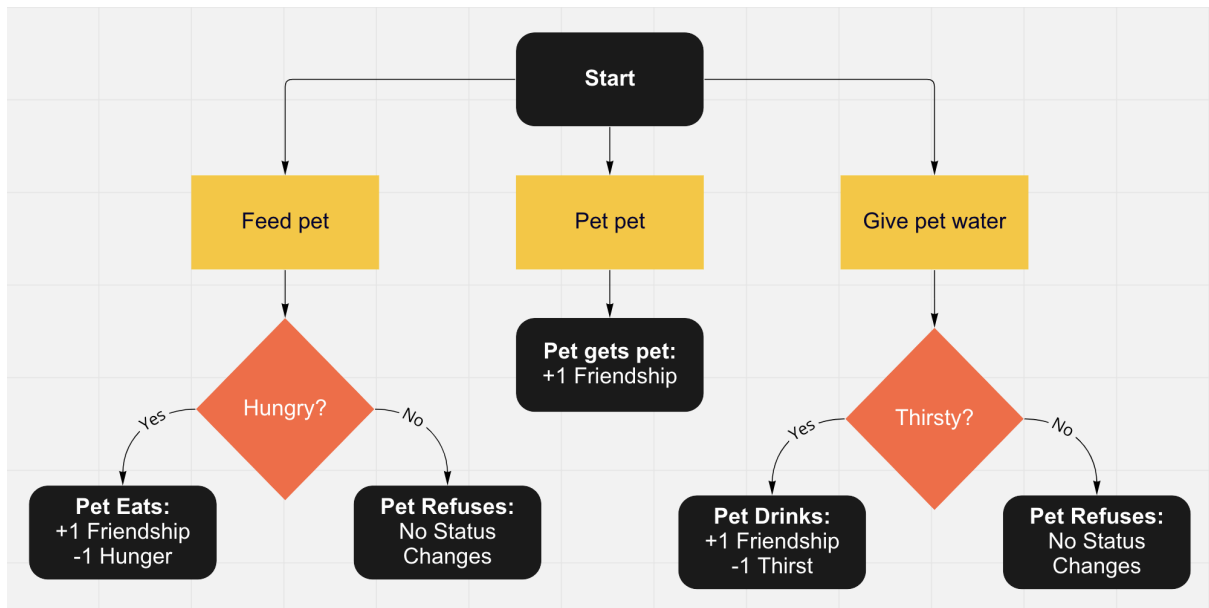 Start
Feed pet
Pet pet
Give pet water
Hungry?
Yes
No
Pet Eats:
+1 Friendship
-1 Hunger
Pet Refuses:
No Status
Changes
Pet gets pet:
+1 Friendship
Thirsty?
Yes
No
Pet Drinks:
+1 Friendship
-1 Thirst
Pet Refuses:
No Status
Changes